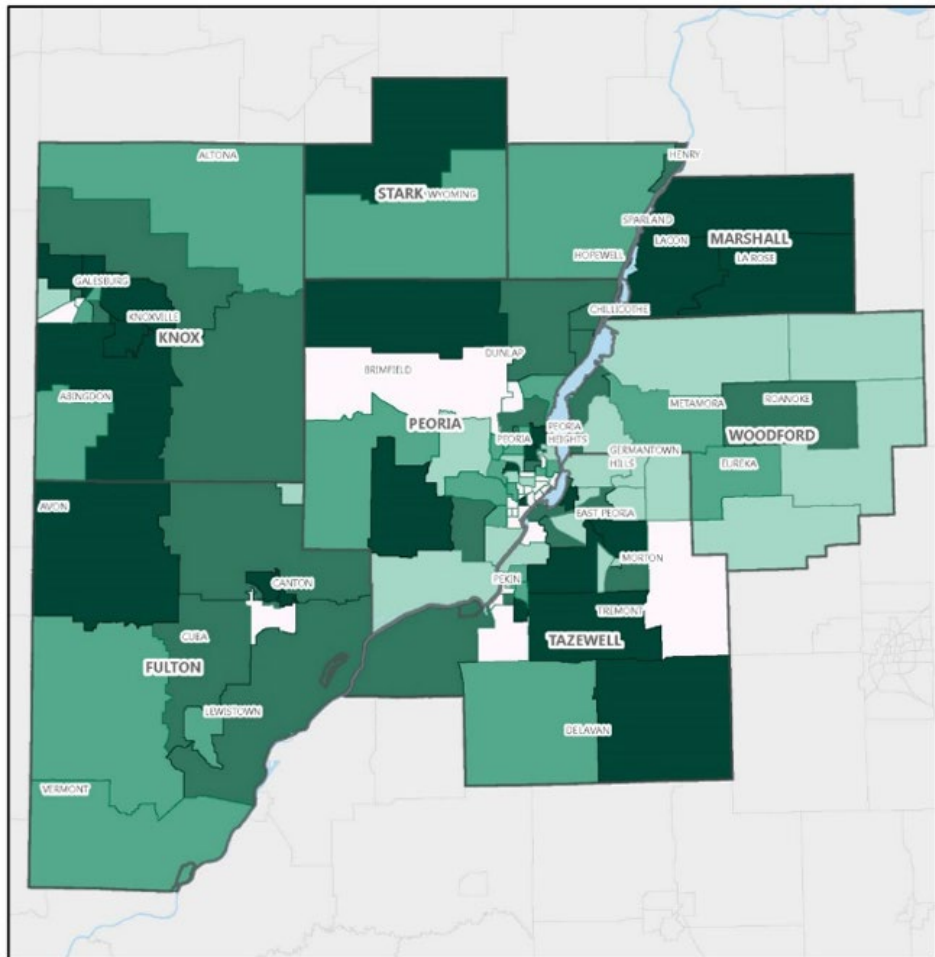 ALTONA
HENRY
STARK
WYOMING
SPARLAND
LACON
MARSHALL
HOPEWELL
LA ROSE
GALESBURG
CHILLICOTHE
KNOXVILLE
KNOX
DUNLAP
BRIMFIELD
ABINGDON
METAMORA
ROANOKE
PEORIA
PEORIA
PEORIA
HEIGHTS
WOODFORD
GERMANTOWN
HILLS
EUREKA
AVON
EAST PEORIA
MORTON
CANTON
PEKIN
TREMONT
CUBA
TAZEWELL
FULTON
LEWISTOWN
DELAVAN
VERMONT